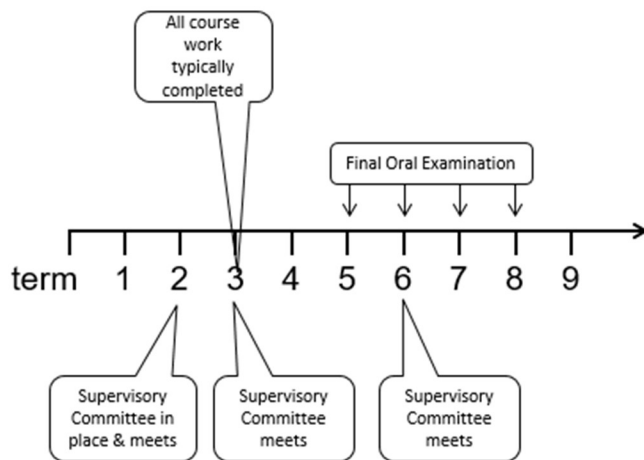 All course
work
typically
completed
Final Oral Examination
term 1 2 3 4 5 6 7 8 9
Supervisory
Committee in
place & meets
Supervisory
Committee
meets
Supervisory
Committee
meets